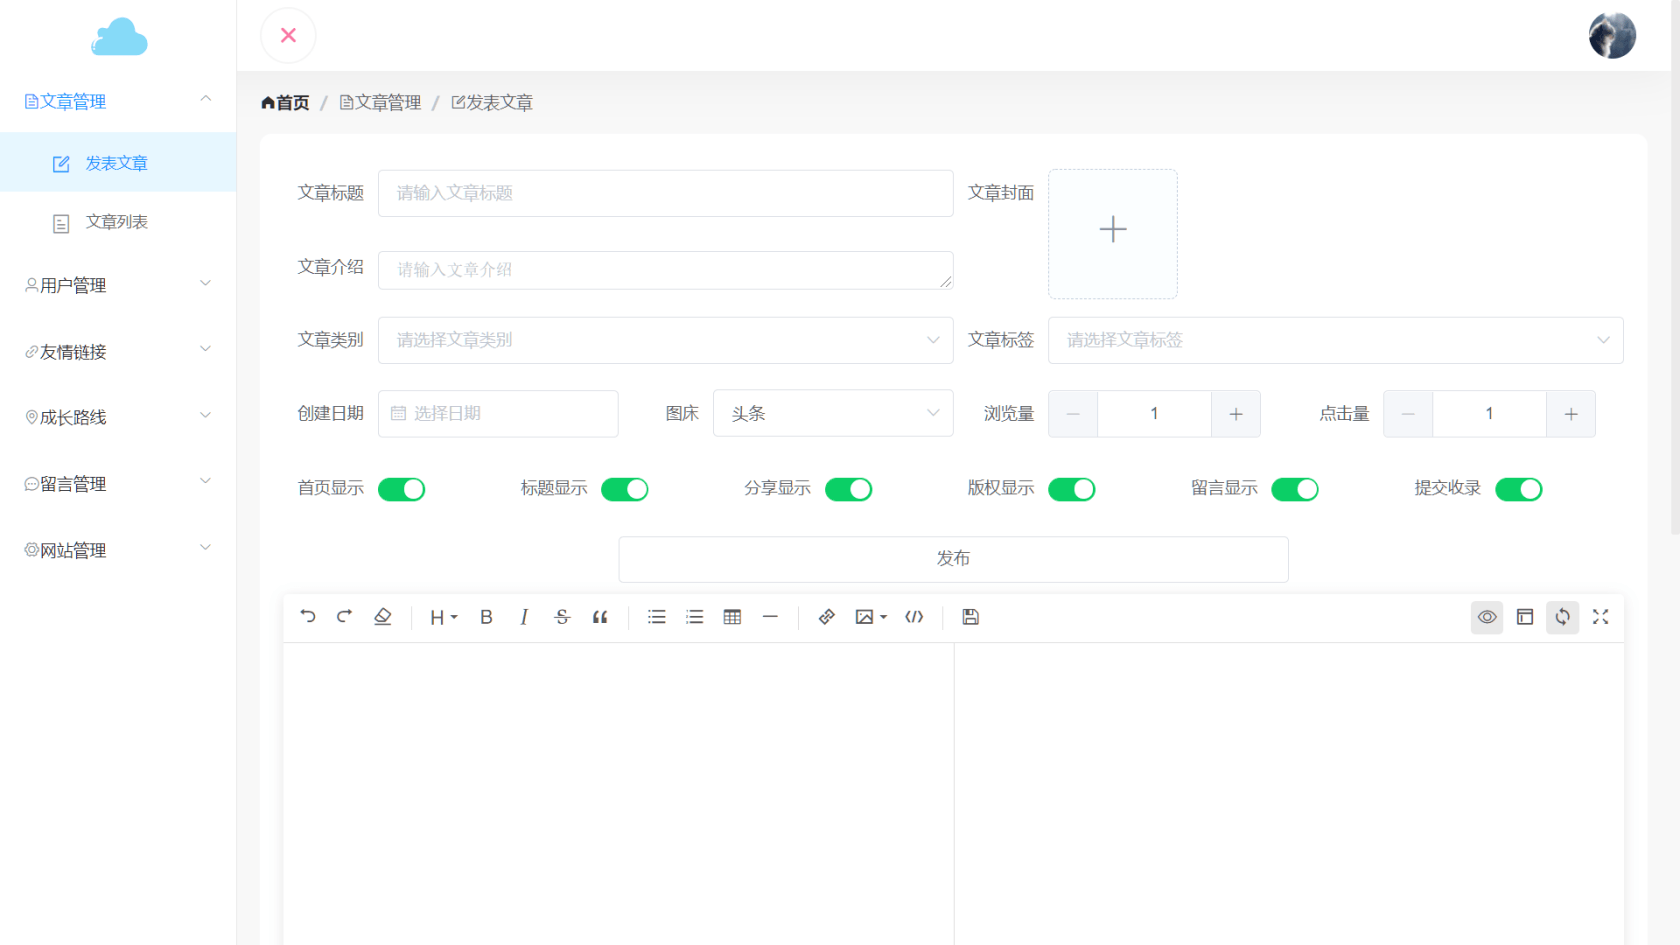 文章管理
发表文章
文章列表
用户管理
友情链接
成长路线
留言管理
网站管理
首页 / 文章管理 / 发表文章
文章标题 请输入文章标题 文章封面
文章介绍 请输入文章介绍
文章类别 请选择文章类别 文章标签 请选择文章标签
创建日期 选择日期 图床 头条 浏览量 1 点击量 1
首页显示 标题显示 分享显示 版权显示 留言显示 提交收录
发布
H B I S